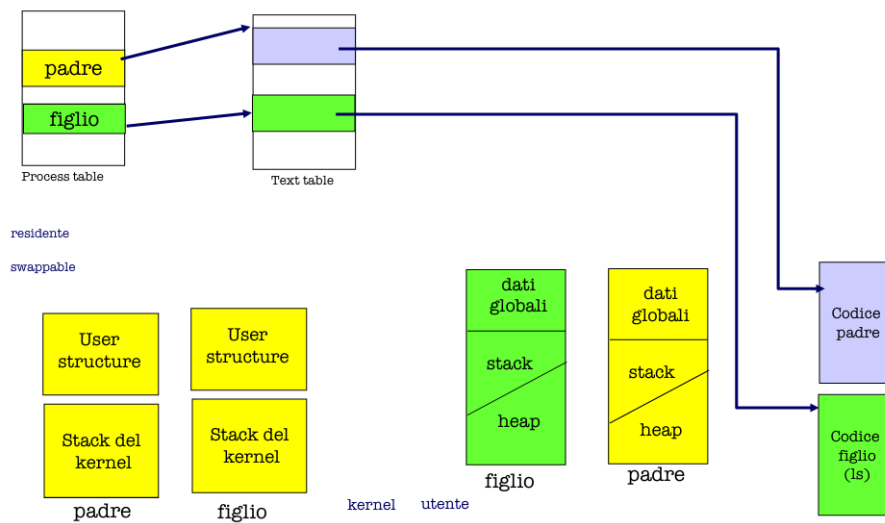 padre
figlio
Process table
Text table
residente
swappable
User
structure
Stack del
kernel
padre
User
structure
Stack del
kernel
figlio
kernel
utente
dati
globali
stack
heap
figlio
dati
globali
stack
heap
padre
Codice
padre
Codice
figlio
(ls)